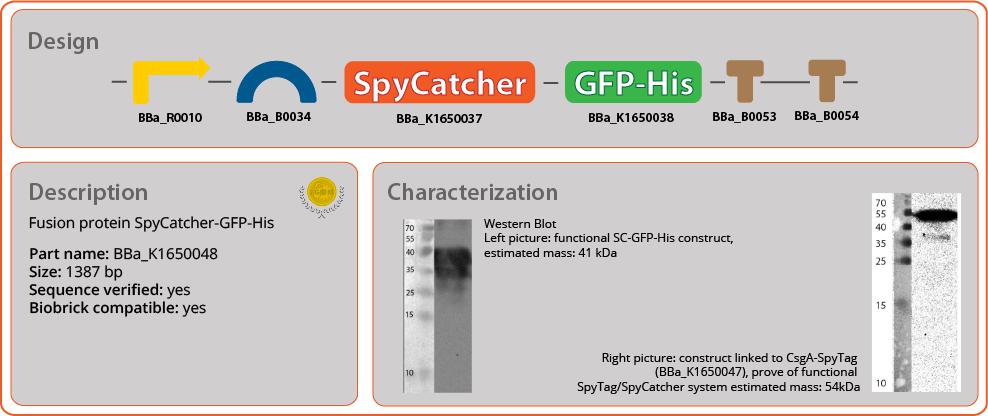 Design
SpyCatcher
GFP-His
BBa_R0010
BBa_B0034
BBa_K1650037
BBa_K1650038
BBa_B0053
BBa_B0054
Description
Fusion protein SpyCatcher-GFP-His
Part name: BBa_K1650048
Size: 1387 bp
Sequence verified: yes
Biobrick compatible: yes
Characterization
70
55
40
35
25
15
10
Western Blot
Left picture: functional SC-GFP-His construct,
estimated mass: 41 kDa
70
55
40
35
25
15
10
Right picture: construct linked to CsgA-SpyTag
(BBa_K1650047), prove of functional
SpyTag/SpyCatcher system estimated mass: 54kDa